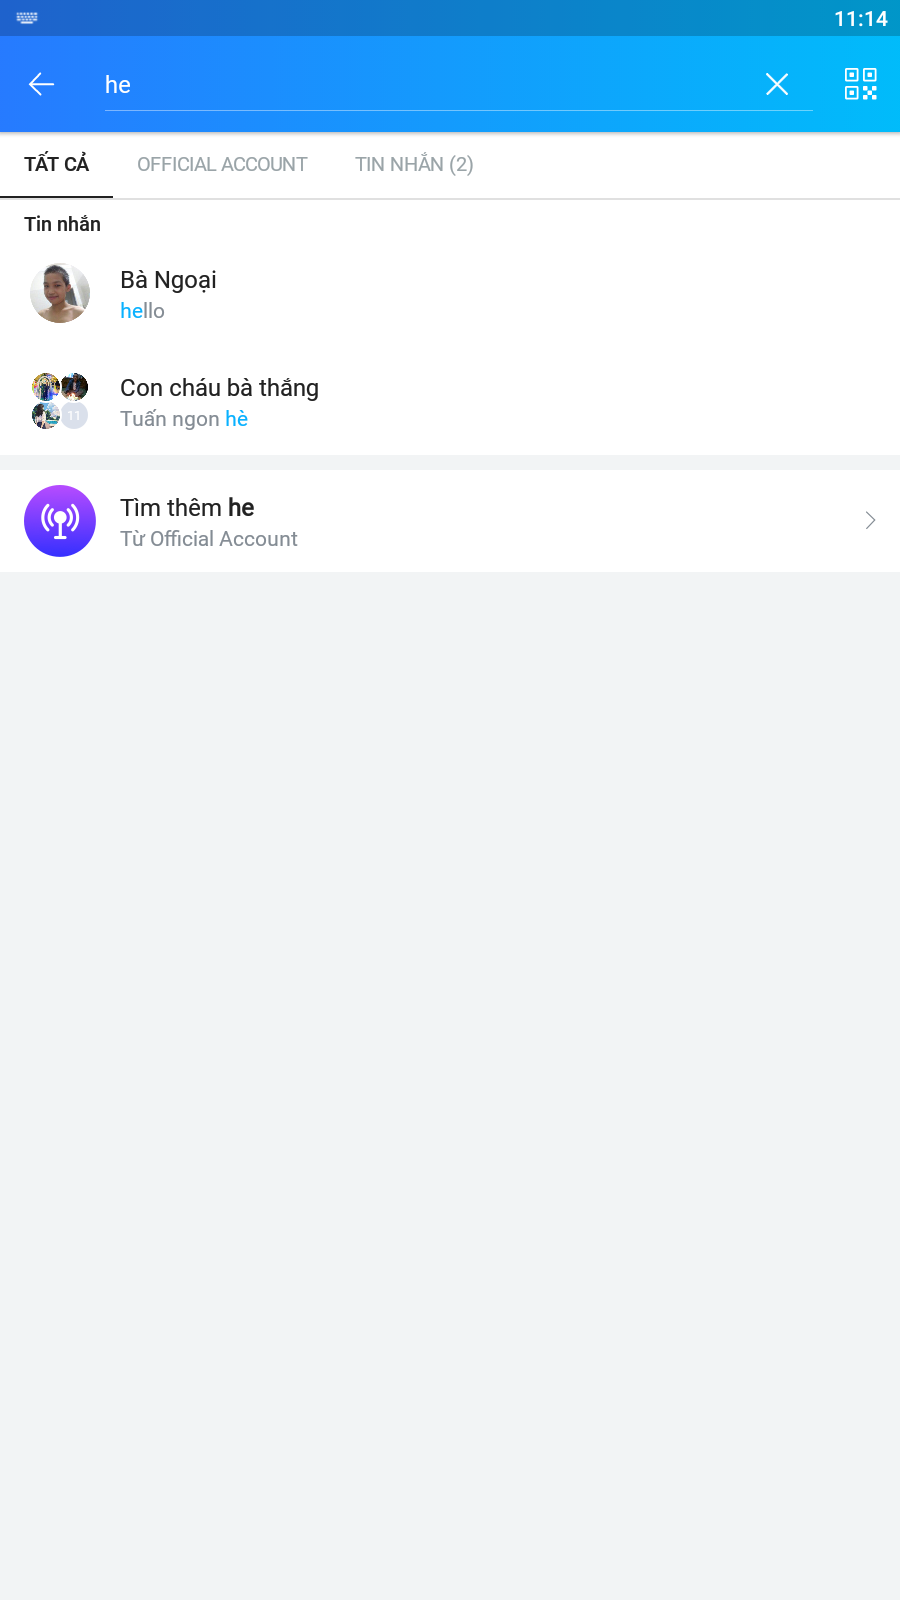 11:14
he
TẤT CẢ
OFFICIAL ACCOUNT
TIN NHẮN (2)
Tin nhắn
Bà Ngoại
hello
Con cháu bà thắng
Tuấn ngon hè
11
Tìm thêm he
Từ Official Account